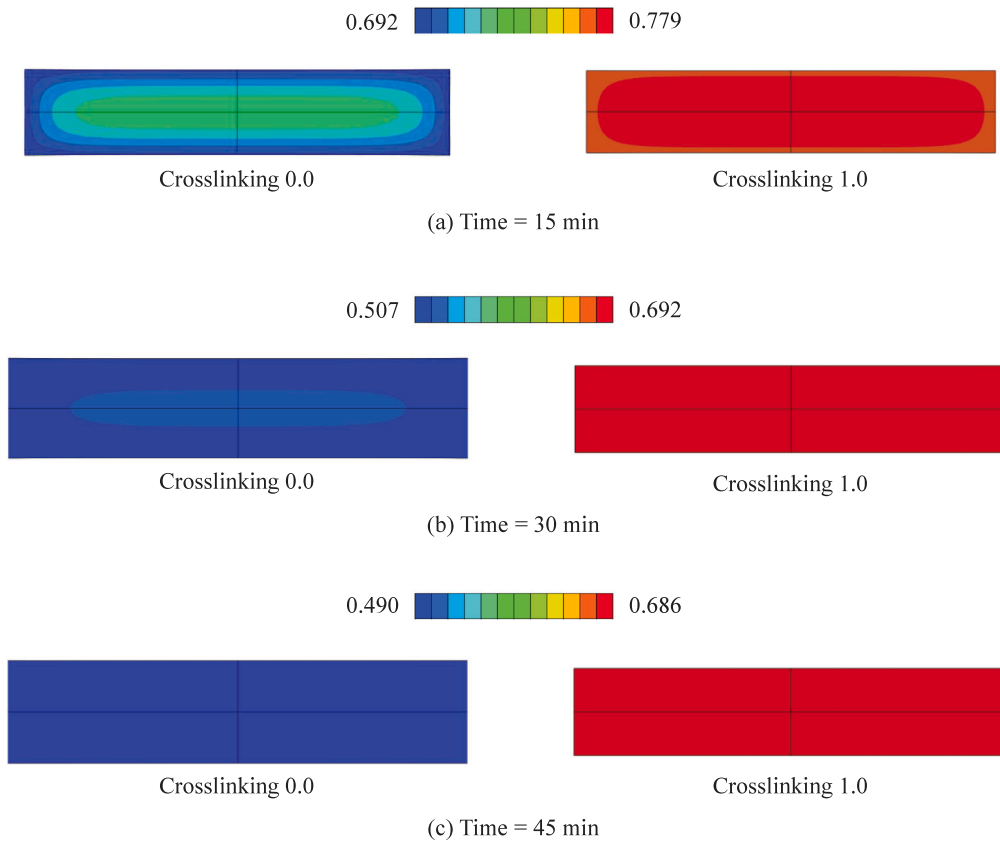 0.692 0.779
Crosslinking 0.0 Crosslinking 1.0
(a) Time = 15 min
0.507 0.692
Crosslinking 0.0 Crosslinking 1.0
(b) Time = 30 min
0.490 0.686
Crosslinking 0.0 Crosslinking 1.0
(c) Time = 45 min